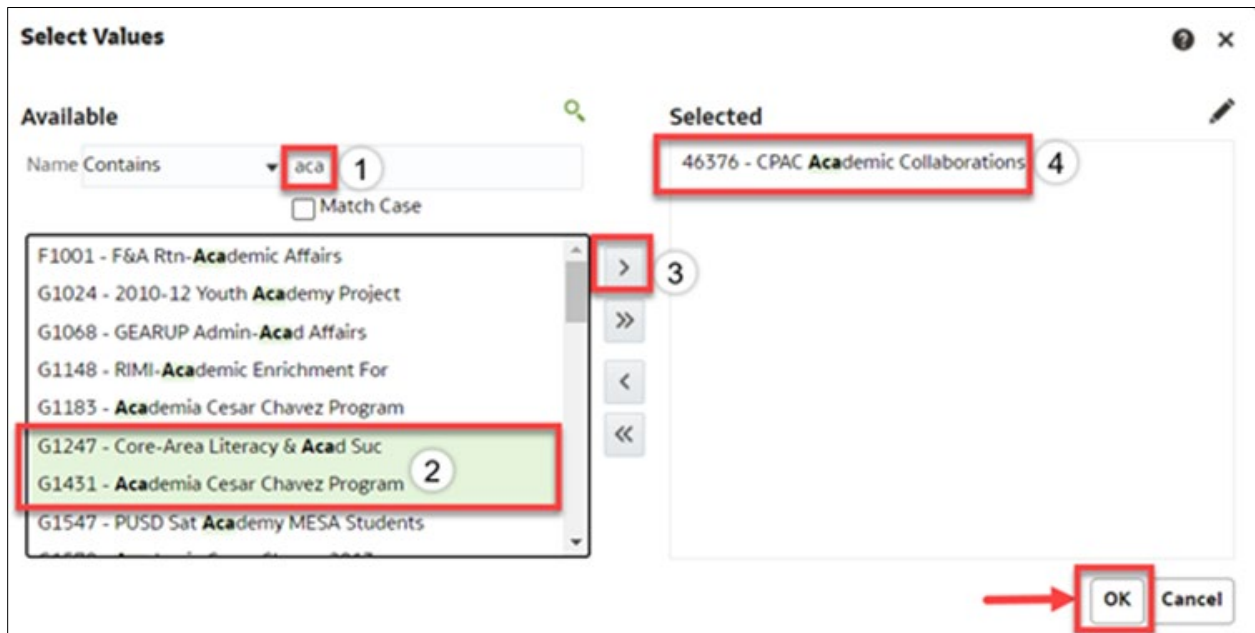 Select Values
Available
Name Contains
aca
1
Match Case
F1001 - F&A Rtn-Academic Affairs
G1024 - 2010-12 Youth Academy Project
G1068 - GEARUP Admin-Acad Affairs
G1148 - RIMI-Academic Enrichment For
G1183 - Academia Cesar Chavez Program
G1247 - Core-Area Literacy & Acad Suc
G1431 - Academia Cesar Chavez Program
2
G1547 - PUSD Sat Academy MESA Students
3
Selected
46376 - CPAC Academic Collaborations
4
OK
Cancel